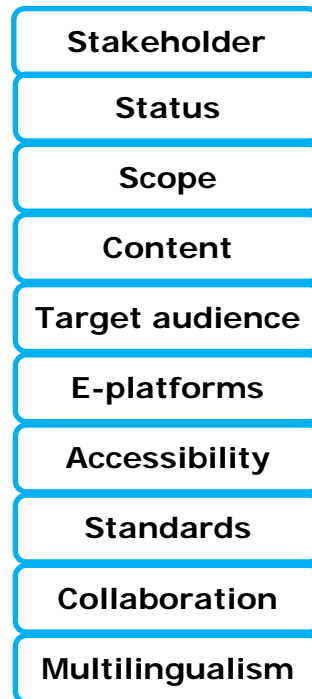 Stakeholder
Status
Scope
Content
Target audience
E-platforms
Accessibility
Standards
Collaboration
Multilingualism